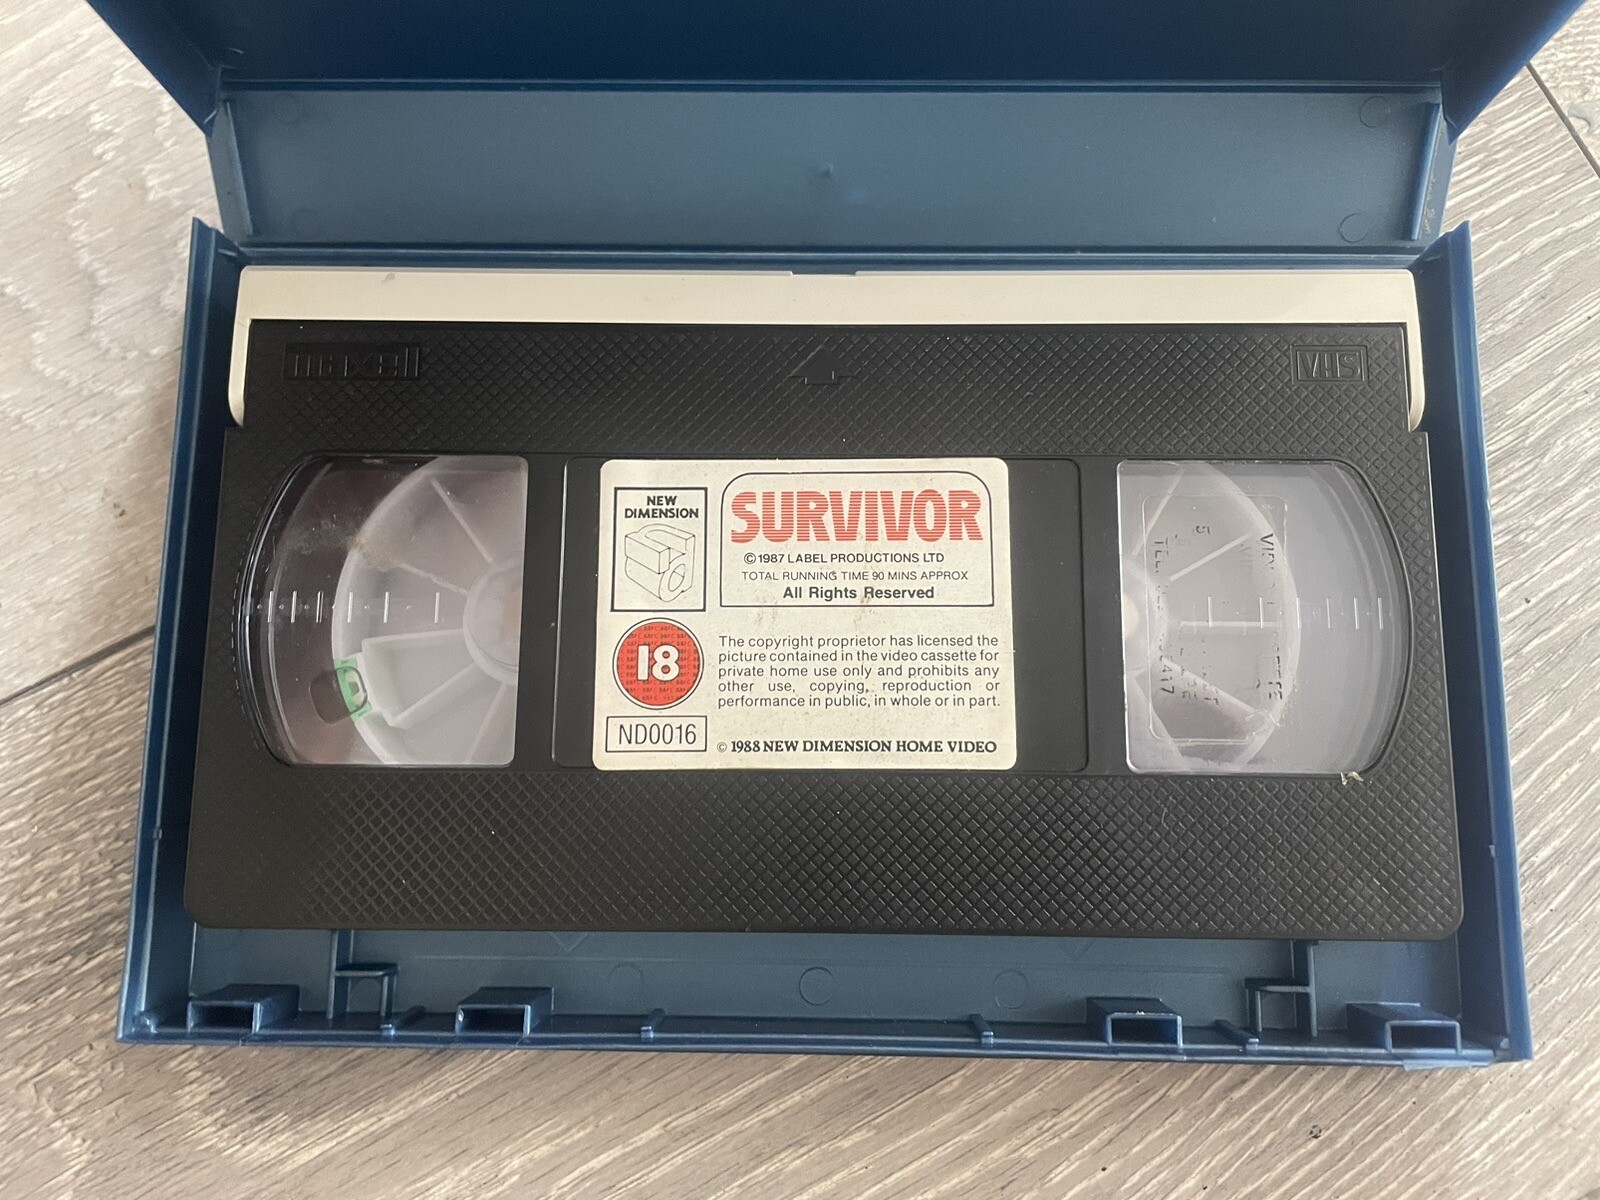 maxell
VHS
NEW
DIMENSION
SURVIVOR
© 1987 LABEL PRODUCTIONS LTD
TOTAL RUNNING TIME 90 MINS APPROX
All Rights Reserved
18
The copyright proprietor has licensed the
picture contained in the video cassette for
private home use only and prohibits any
other use, copying, reproduction or
performance in public, in whole or in part.
ND0016
© 1988 NEW DIMENSION HOME VIDEO